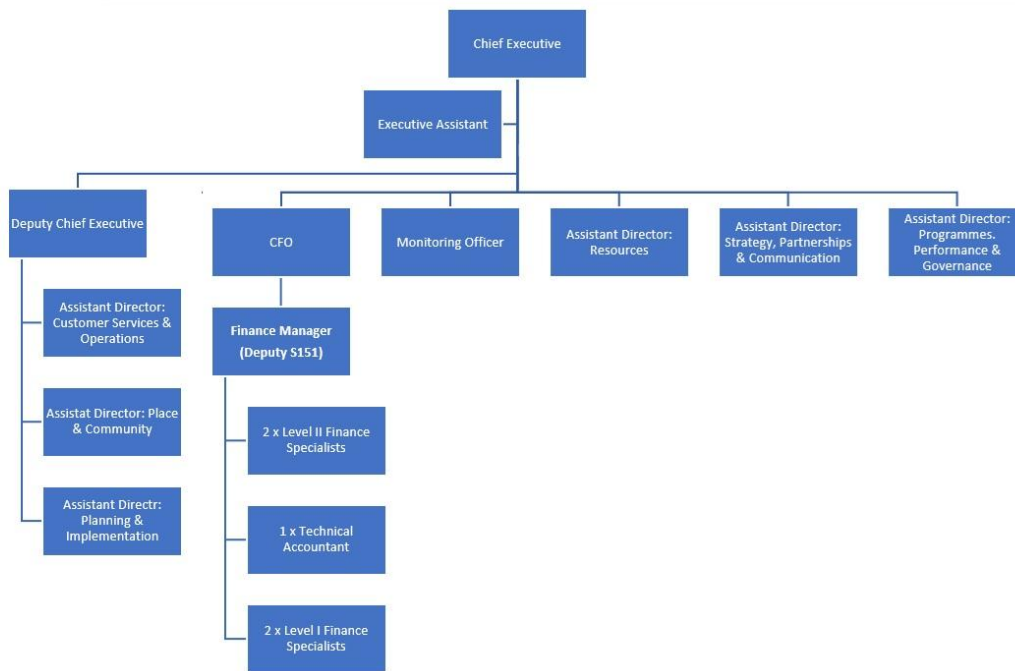 Chief Executive
Executive Assistant
Deputy Chief Executive
CFO
Monitoring Officer
Assistant Director:
Resources
Assistant Director:
Strategy, Partnerships
& Communication
Assistant Director:
Programmes.
Performance &
Governance
Assistant Director:
Customer Services &
Operations
Finance Manager
(Deputy S151)
Assistat Director: Place
& Community
2 x Level II Finance
Specialists
Assistant Directr:
Planning &
Implementation
1 x Technical
Accountant
2 x Level I Finance
Specialists